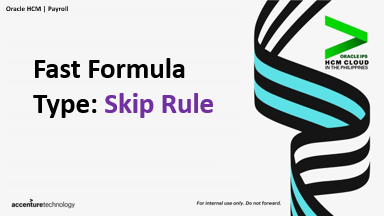 Oracle HCM | Payroll
ORACLE IPS
HCM CLOUD
IN THE PHILIPPINES
Fast Formula
Type: Skip Rule
accenturetechnology
For internal use only. Do not forward.